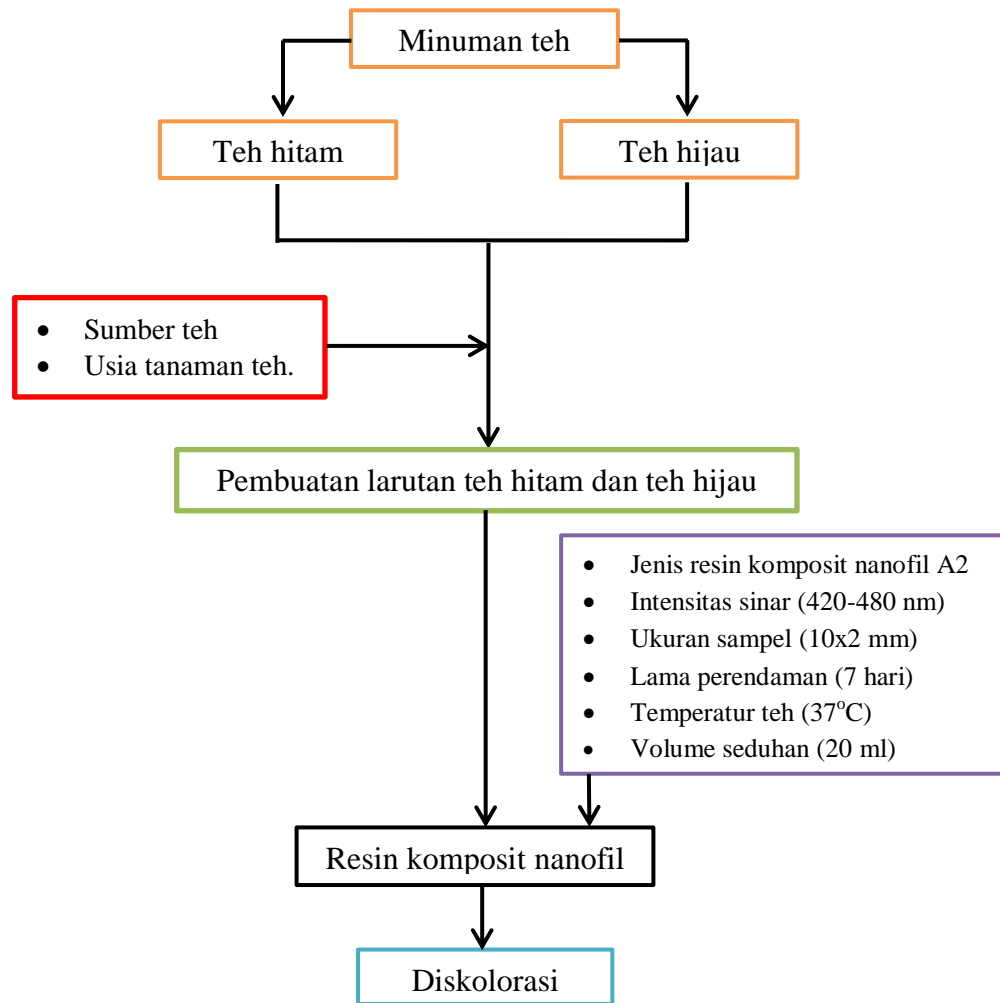 Minuman teh
Teh hitam
Teh hijau
• Sumber teh
• Usia tanaman teh.
Pembuatan larutan teh hitam dan teh hijau
• Jenis resin komposit nanofil A2
• Intensitas sinar (420-480 nm)
• Ukuran sampel (10x2 mm)
• Lama perendaman (7 hari)
• Temperatur teh (37°C)
• Volume seduhan (20 ml)
Resin komposit nanofil
Diskolorasi